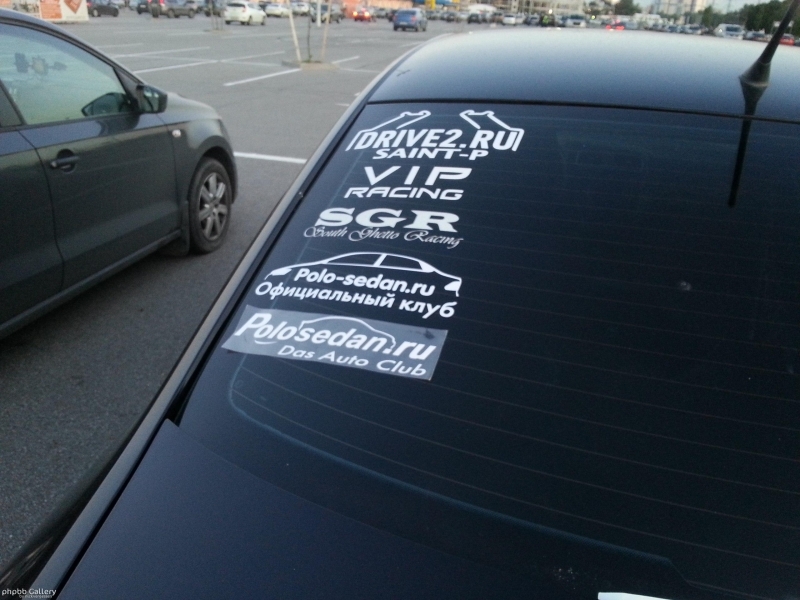 DRIVE2.RU
SAINT-P
VIP
RACING
SGR
South Ghetto Racing
Polo-sedan.ru
Официальный клуб
Polosedan.ru
Das Auto Club
phpbb Gallery